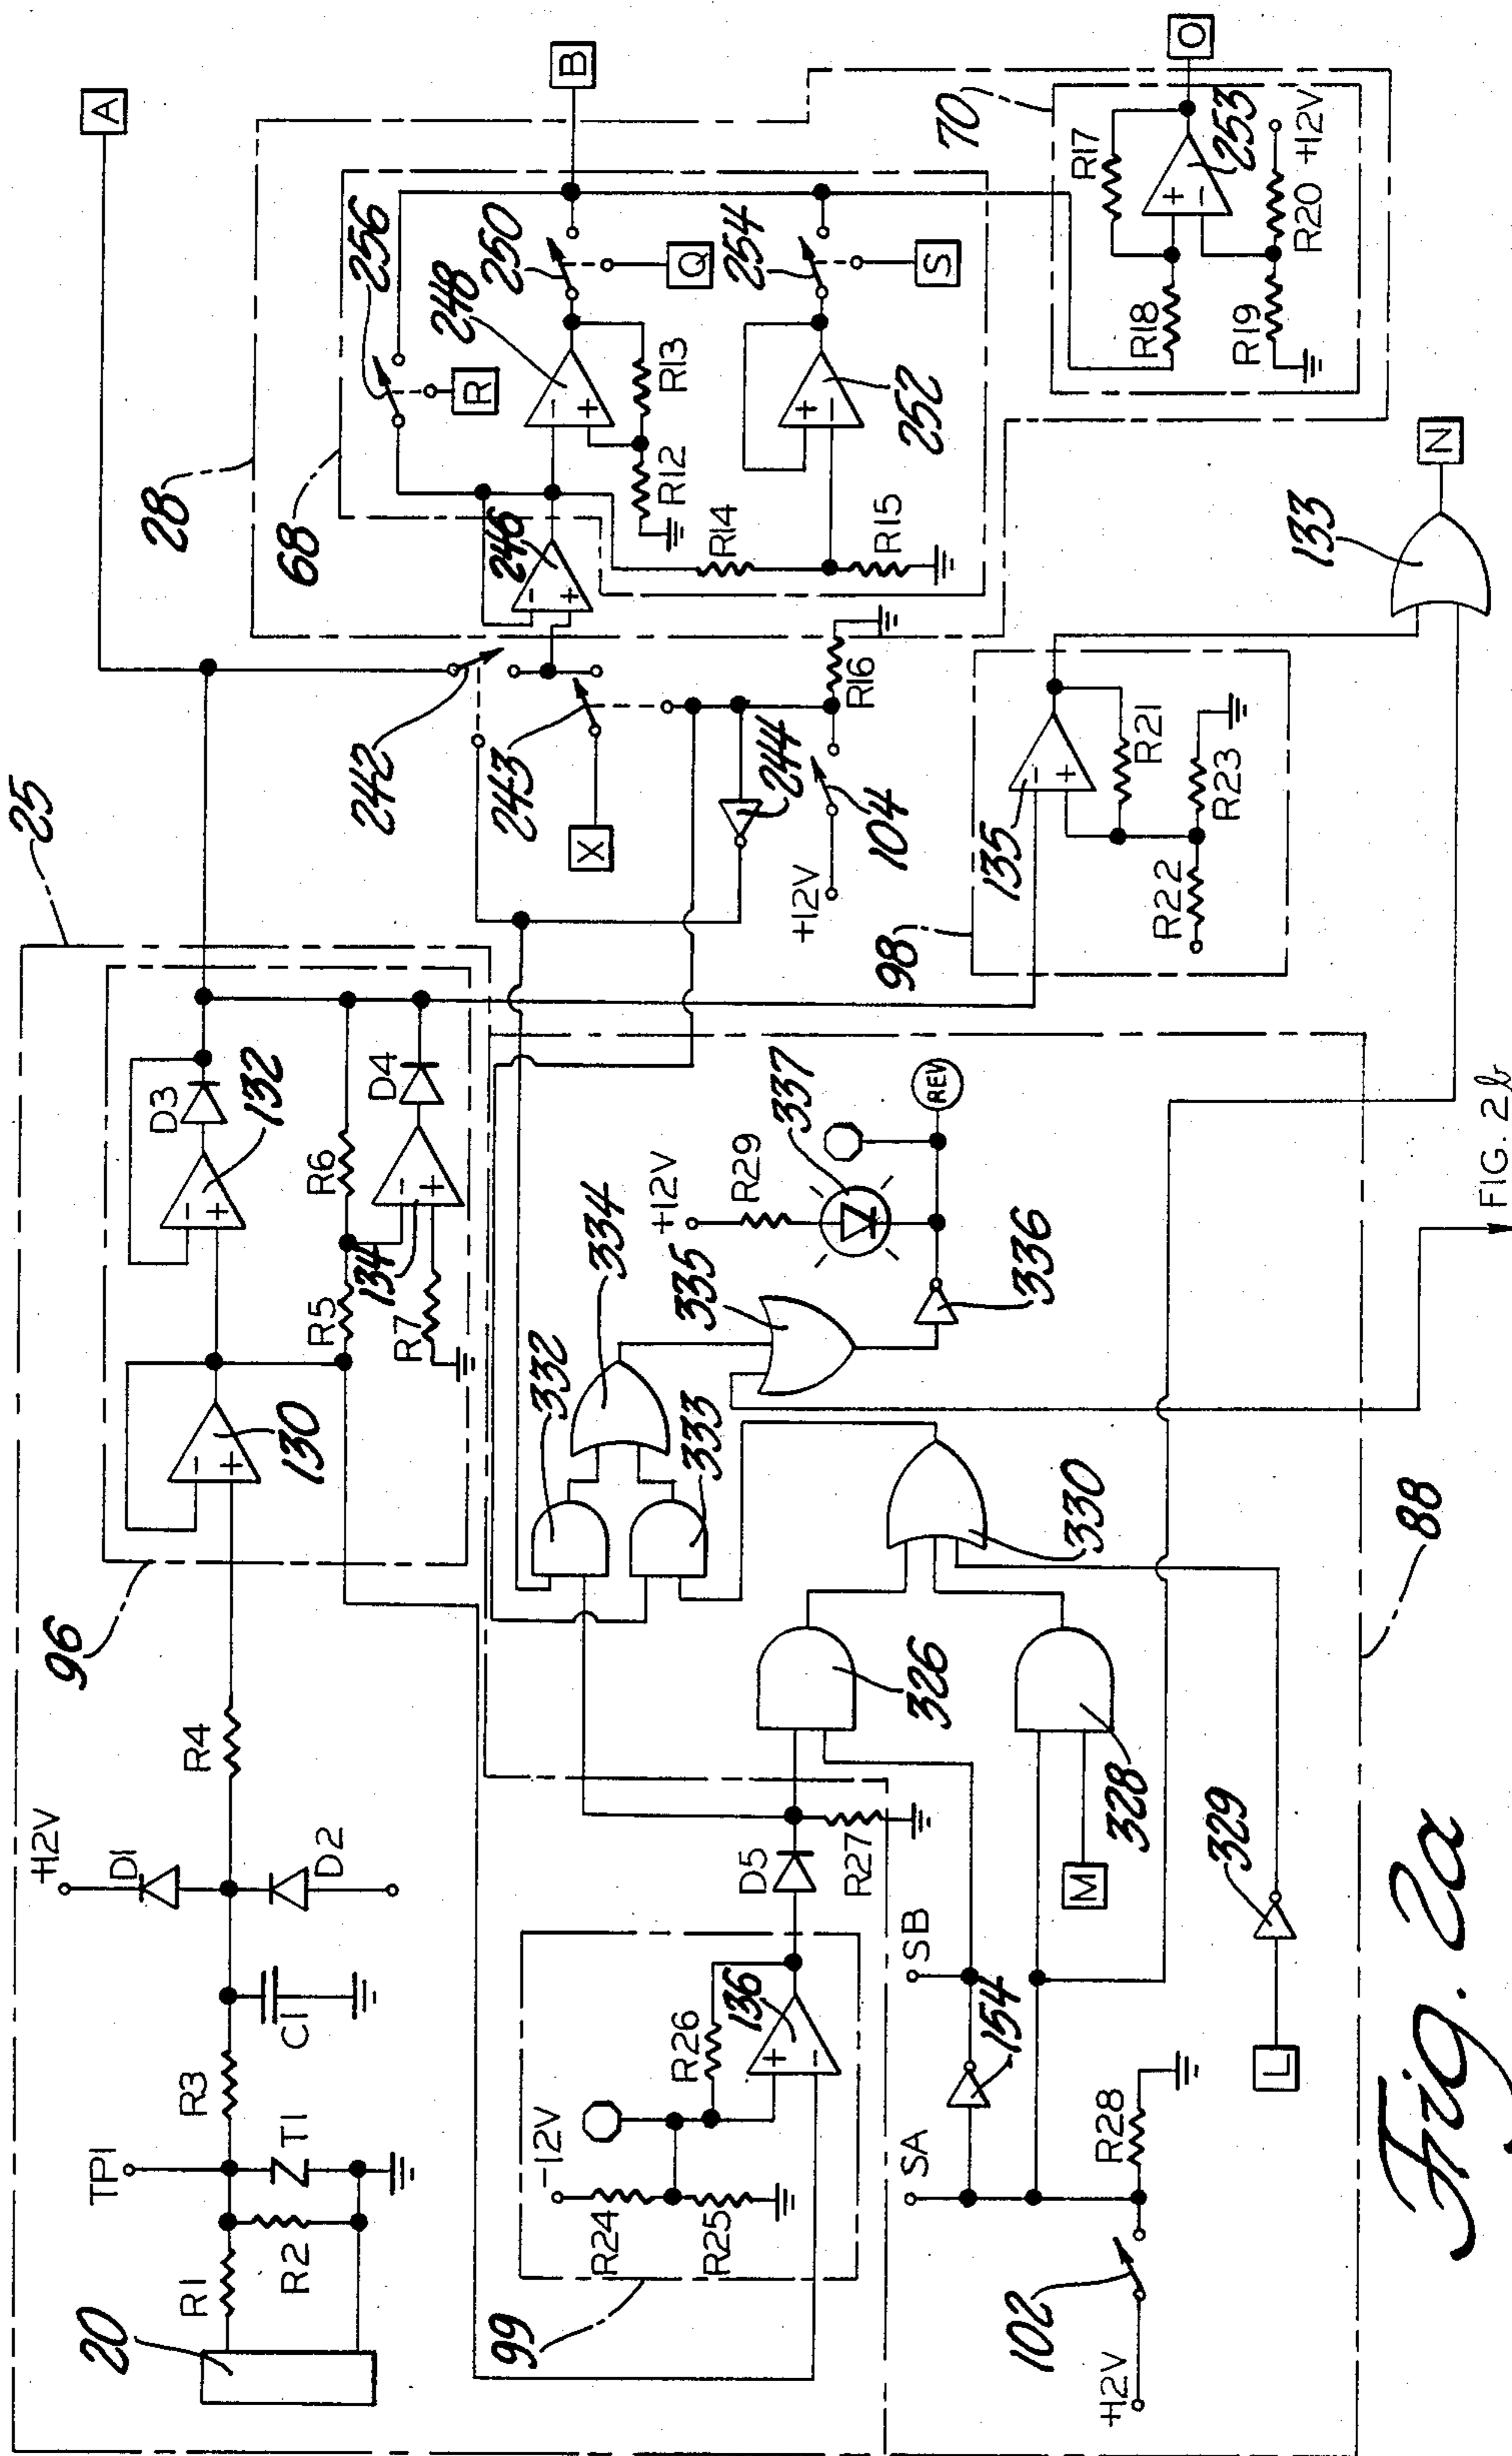 20
R1
R2
TP1
T1
R3
C1
+12V
D1
D2
R4
96
130
R5
R6
R7
134
132
D3
D4
25
A
28
68
242
243
X
244
246
256
R
248
250
Q
B
R12
R13
R14
R15
252
254
S
R16
104
+12V
70
R17
R18
R19
R20
+12V
253
O
98
135
R21
R22
R23
133
N
99
R24
R25
-12V
R26
136
D5
R27
332
333
334
335
+12V
R29
337
336
REV
102
+12V
SA
SB
R28
154
326
M
328
L
329
330
88
FIG. 2b
Fig. 2a